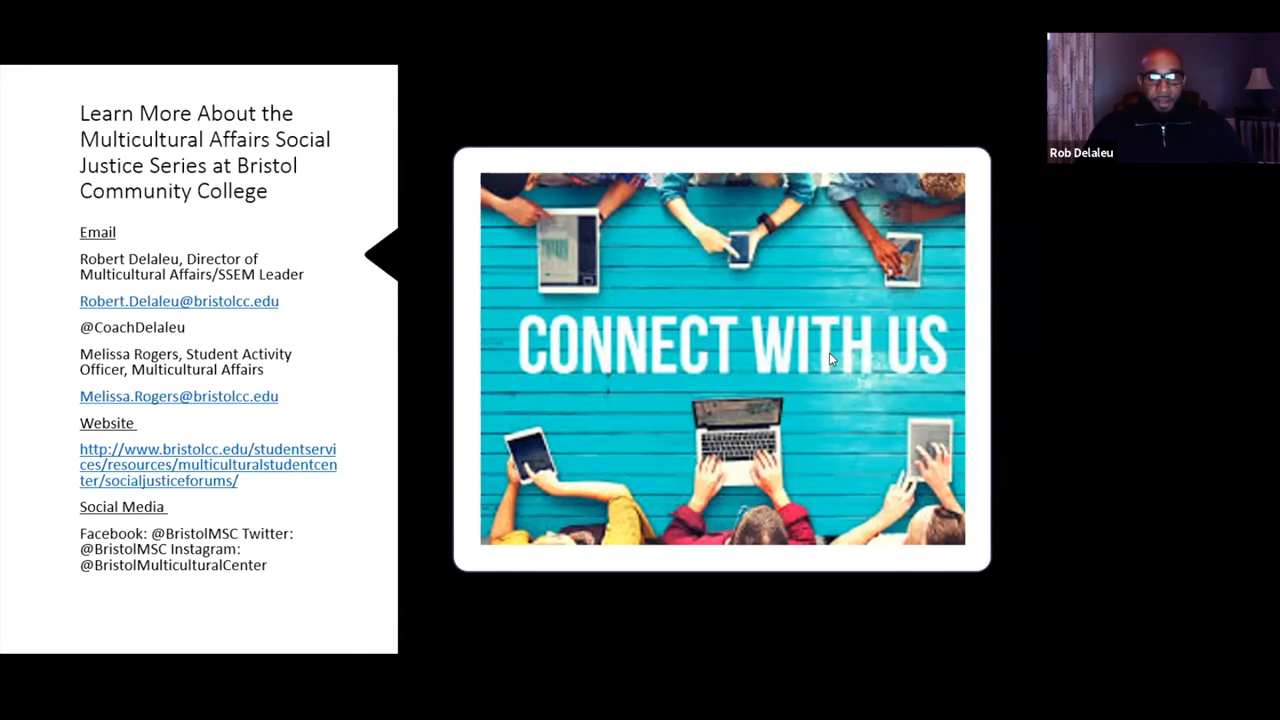 Learn More About the
Multicultural Affairs Social
Justice Series at Bristol
Community College
Email
Robert Delaleu, Director of
Multicultural Affairs/SSEM Leader
Robert.Delaleu@bristolcc.edu
@CoachDelaleu
Melissa Rogers, Student Activity
Officer, Multicultural Affairs
Melissa.Rogers@bristolcc.edu
Website
http://www.bristolcc.edu/studentservi
ces/resources/multiculturalstudentcen
ter/socialjusticeforums/
Social Media
Facebook: @BristolMSC Twitter:
@BristolMSC Instagram:
@BristolMulticulturalCenter
CONNECT WITH US
Rob Delaleu